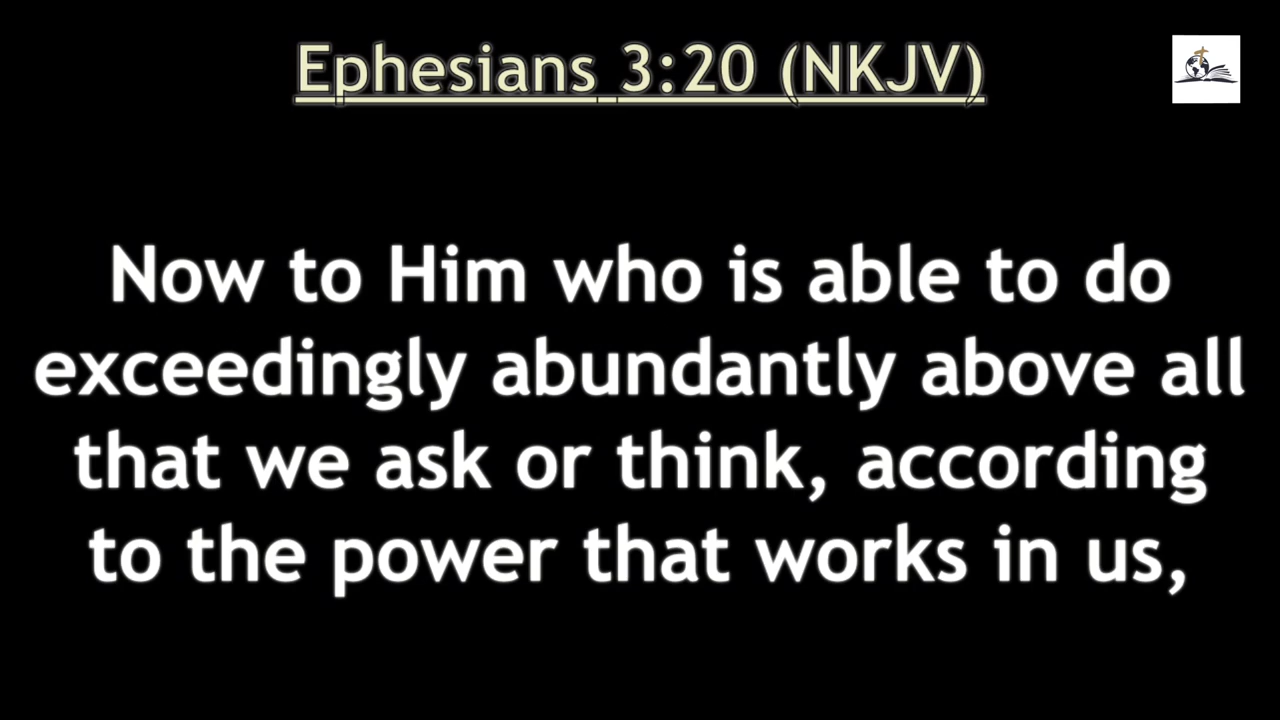 Ephesians 3:20 (NKJV)
Now to Him who is able to do
exceedingly abundantly above all
that we ask or think, according
to the power that works in us,